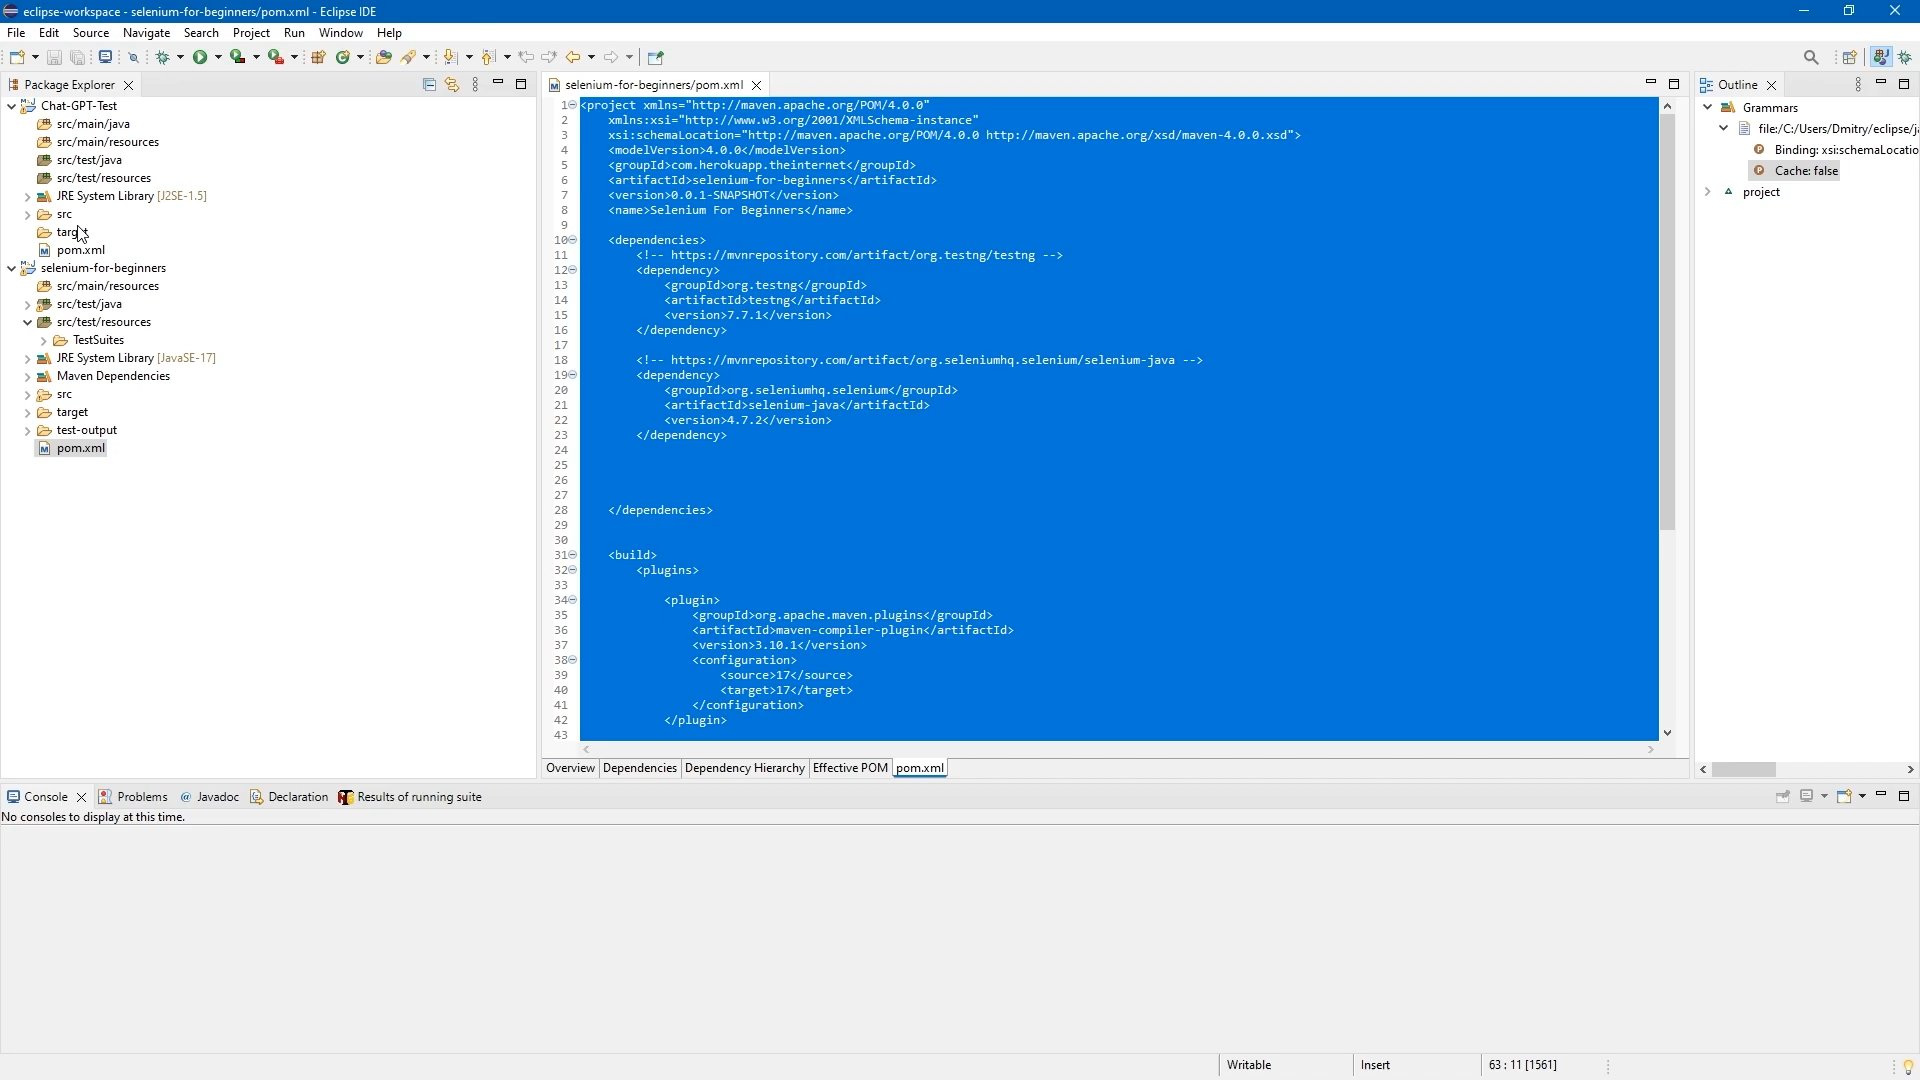 eclipse-workspace - selenium-for-beginners/pom.xml - Eclipse IDE
File Edit Source Navigate Search Project Run Window Help
Package Explorer
Chat-GPT-Test
src/main/java
src/main/resources
src/test/java
src/test/resources
JRE System Library [J2SE-1.5]
src
target
pom.xml
selenium-for-beginners
src/main/resources
src/test/java
src/test/resources
TestSuites
JRE System Library [JavaSE-17]
Maven Dependencies
src
target
test-output
pom.xml
selenium-for-beginners/pom.xml
1 <project xmlns="http://maven.apache.org/POM/4.0.0"
2 xmlns:xsi="http://www.w3.org/2001/XMLSchema-instance"
3 xsi:schemaLocation="http://maven.apache.org/POM/4.0.0 http://maven.apache.org/xsd/maven-4.0.0.xsd">
4 <modelVersion>4.0.0</modelVersion>
5 <groupId>com.herokuapp.theinternet</groupId>
6 <artifactId>selenium-for-beginners</artifactId>
7 <version>0.0.1-SNAPSHOT</version>
8 <name>Selenium For Beginners</name>
9
10 <dependencies>
11 <!-- https://mvnrepository.com/artifact/org.testng/testng -->
12 <dependency>
13 <groupId>org.testng</groupId>
14 <artifactId>testng</artifactId>
15 <version>7.7.1</version>
16 </dependency>
17
18 <!-- https://mvnrepository.com/artifact/org.seleniumhq.selenium/selenium-java -->
19 <dependency>
20 <groupId>org.seleniumhq.selenium</groupId>
21 <artifactId>selenium-java</artifactId>
22 <version>4.7.2</version>
23 </dependency>
24
25
26
27
28 </dependencies>
29
30
31 <build>
32 <plugins>
33
34 <plugin>
35 <groupId>org.apache.maven.plugins</groupId>
36 <artifactId>maven-compiler-plugin</artifactId>
37 <version>3.10.1</version>
38 <configuration>
39 <source>17</source>
40 <target>17</target>
41 </configuration>
42 </plugin>
43
Overview Dependencies Dependency Hierarchy Effective POM pom.xml
Outline
Grammars
file:/C:/Users/Dmitry/eclipse/ja
Binding: xsi:schemaLocatio
Cache: false
project
Console Problems Javadoc Declaration Results of running suite
No consoles to display at this time.
Writable Insert 63 : 11 [1561]